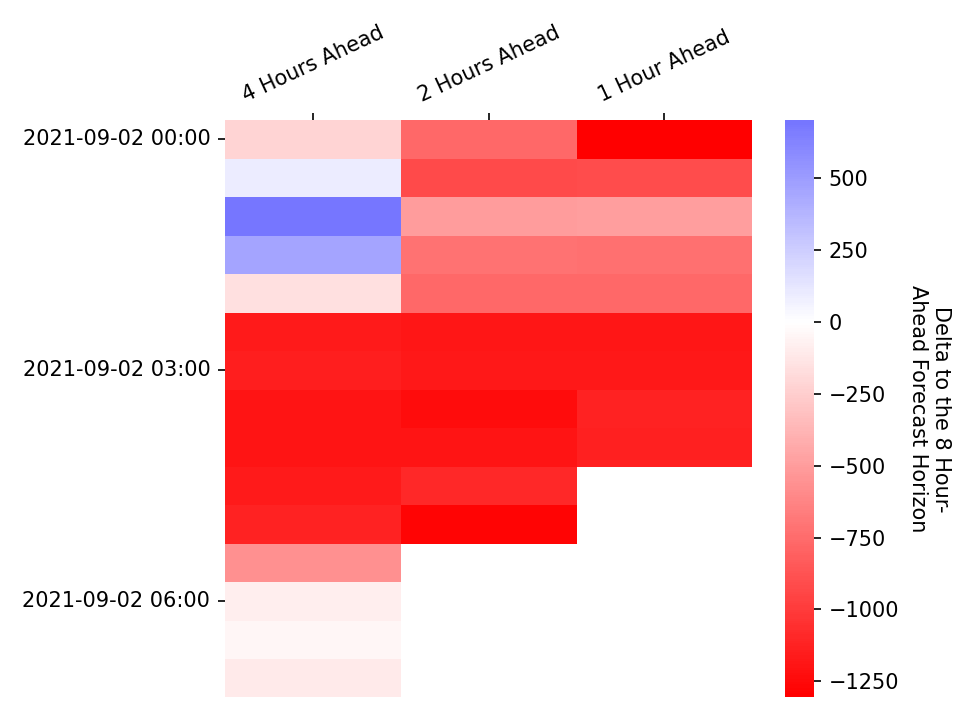 4 Hours Ahead
2 Hours Ahead
1 Hour Ahead
2021-09-02 00:00
2021-09-02 03:00
2021-09-02 06:00
500
250
0
−250
−500
−750
−1000
−1250
Delta to the 8 Hour-
Ahead Forecast Horizon